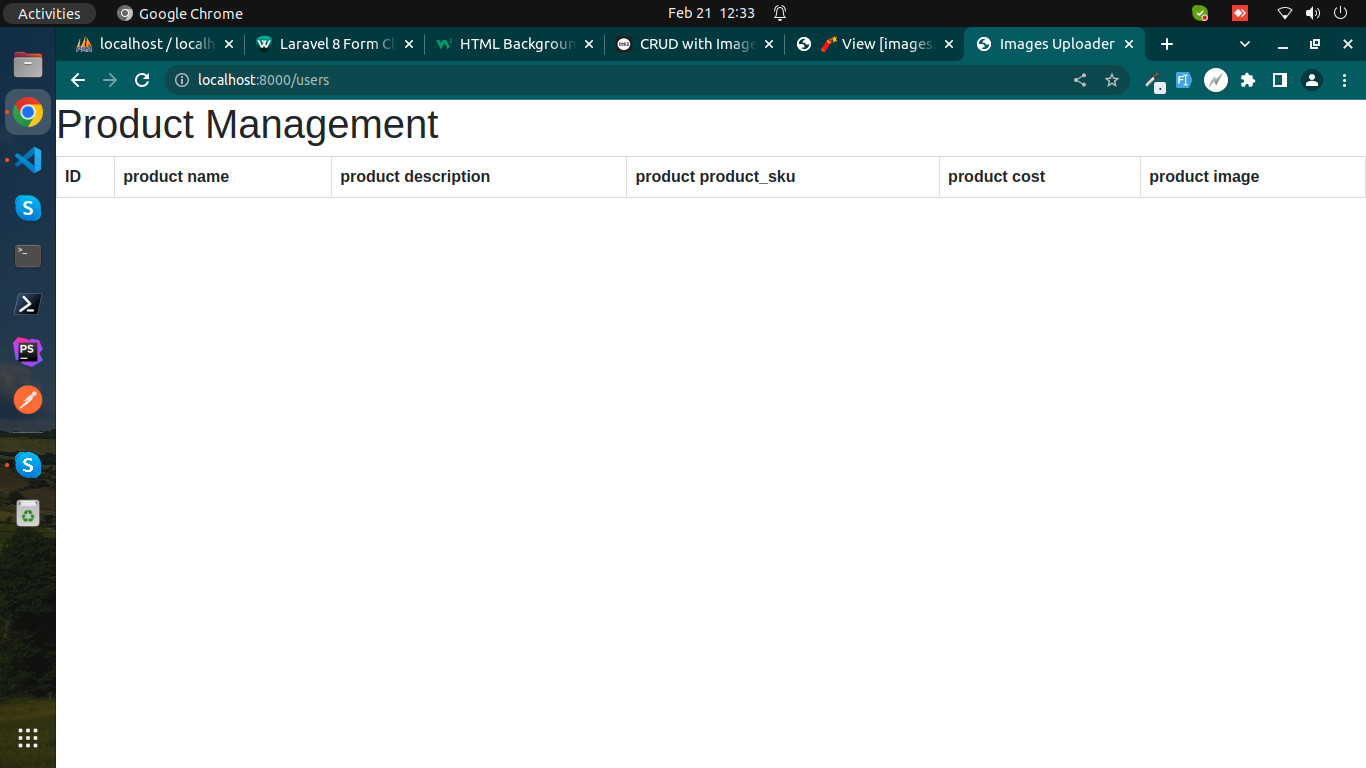 Activities Google Chrome Feb 21 12:33
localhost / localh Laravel 8 Form Cl HTML Backgroun CRUD with Image View [images. Images Uploader
localhost:8000/users
Product Management
ID product name product description product product_sku product cost product image